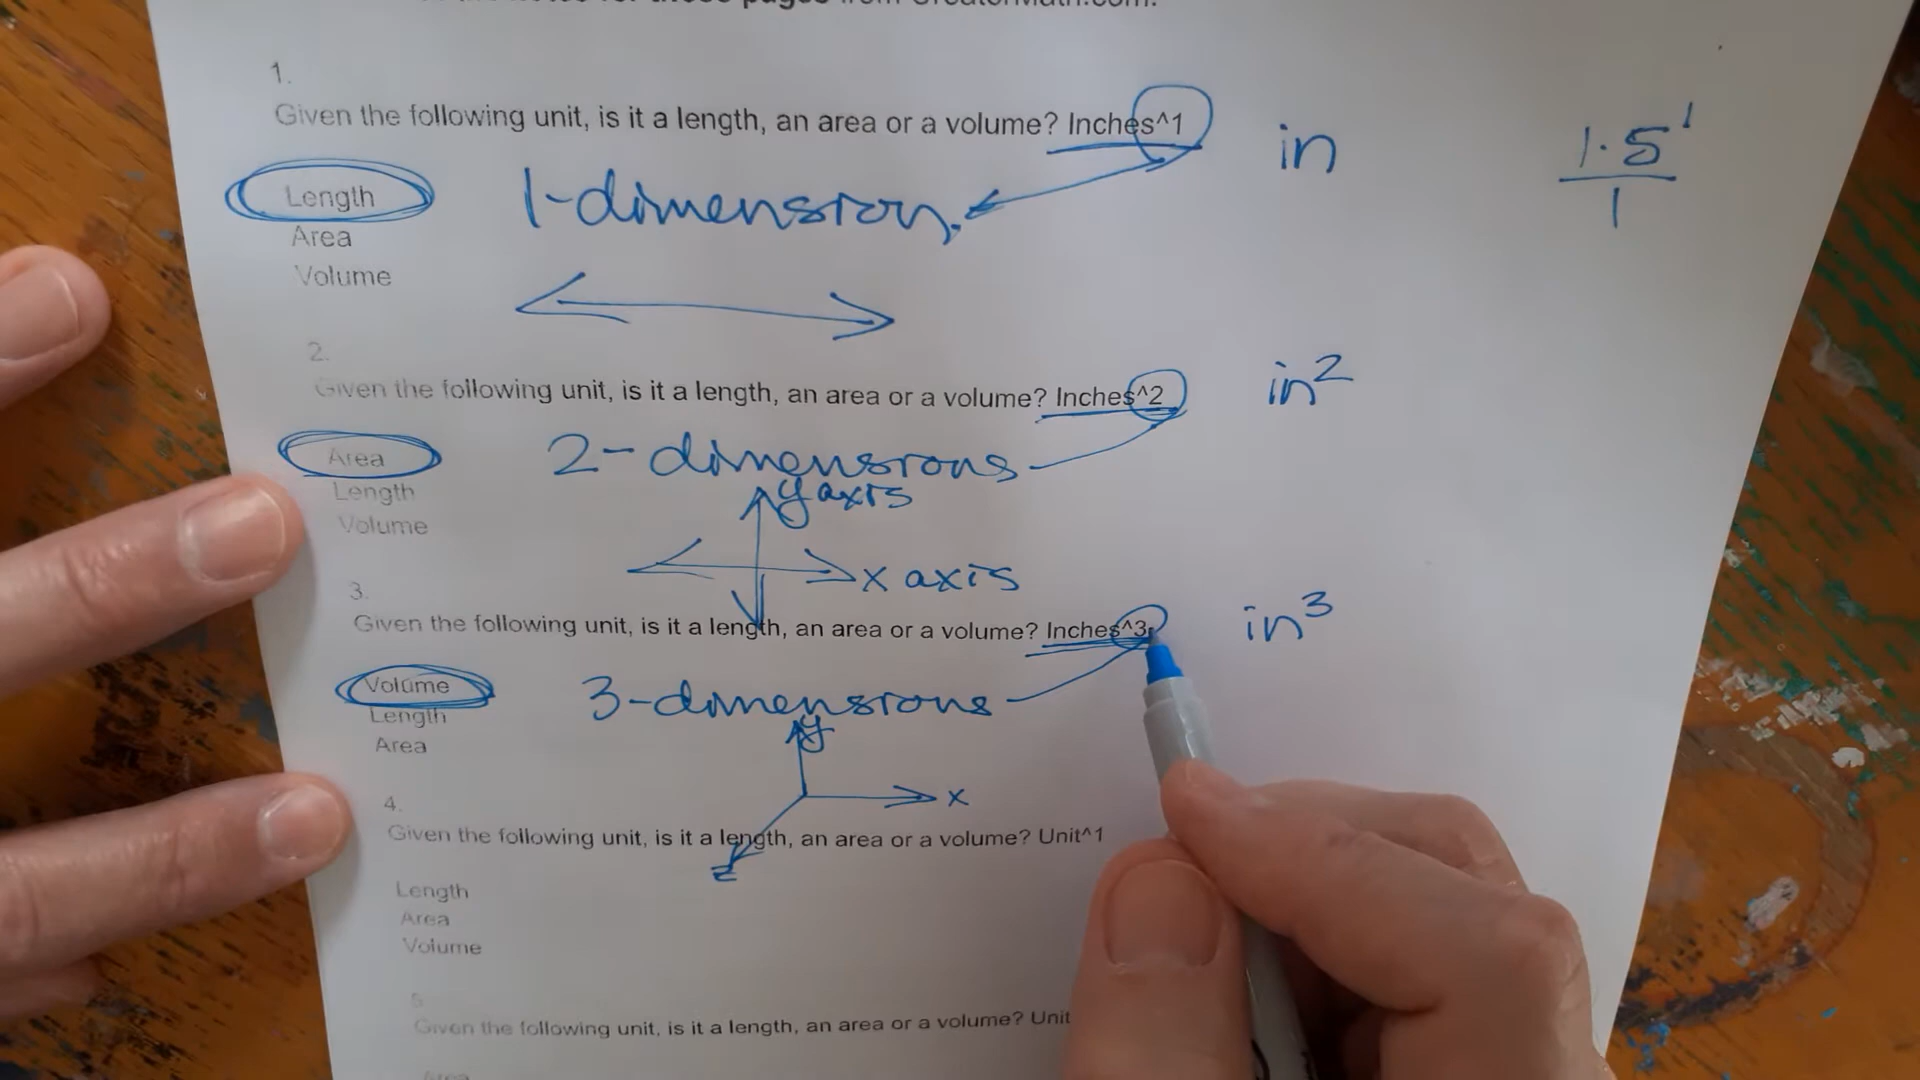 from CreatorMath.com.
1.
Given the following unit, is it a length, an area or a volume? Inches^1
in
1·5^1
1
Length
1-dimension.
Area
Volume
2.
Given the following unit, is it a length, an area or a volume? Inches^2
in²
Area
2-dimensions
Length
y axis
Volume
x axis
3.
Given the following unit, is it a length, an area or a volume? Inches^3
in³
Volume
3-dimensions
Length
y
Area
x
4.
Given the following unit, is it a length, an area or a volume? Unit^1
z
Length
Area
Volume
5.
Given the following unit, is it a length, an area or a volume? Unit
Area